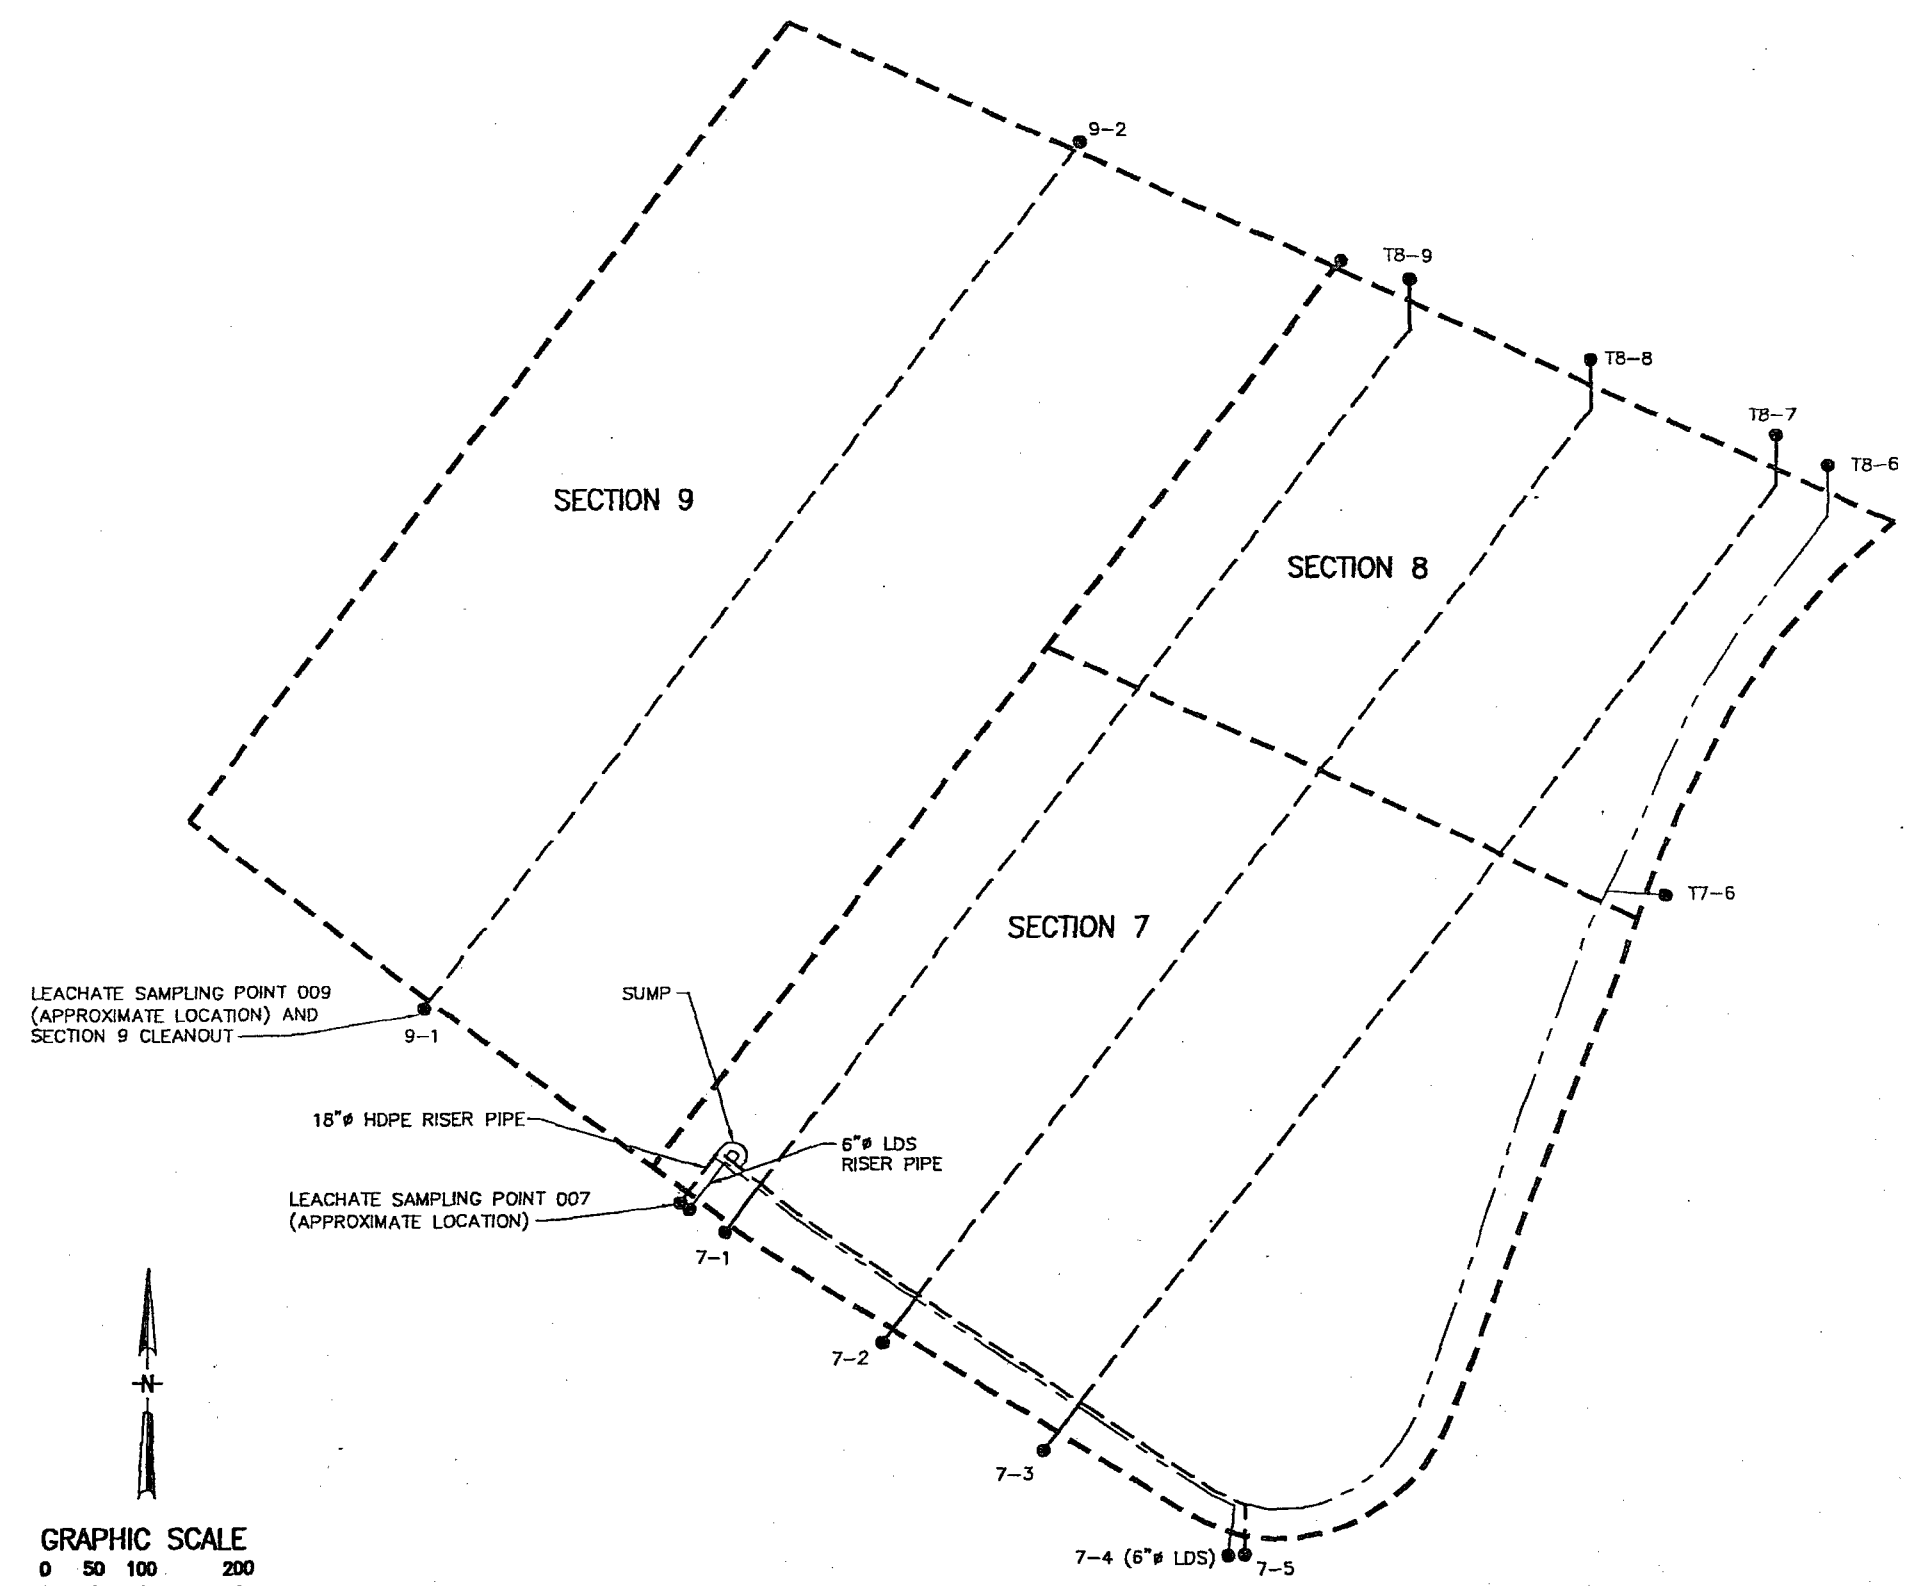 9-2
T8-9
T8-8
T8-7
T8-6
SECTION 9
SECTION 8
T7-6
SECTION 7
LEACHATE SAMPLING POINT 009
(APPROXIMATE LOCATION) AND
SECTION 9 CLEANOUT
9-1
SUMP
18"ø HDPE RISER PIPE
6"ø LDS
RISER PIPE
LEACHATE SAMPLING POINT 007
(APPROXIMATE LOCATION)
7-1
7-2
N
7-3
GRAPHIC SCALE
0 50 100 200
7-4 (6"ø LDS)
7-5